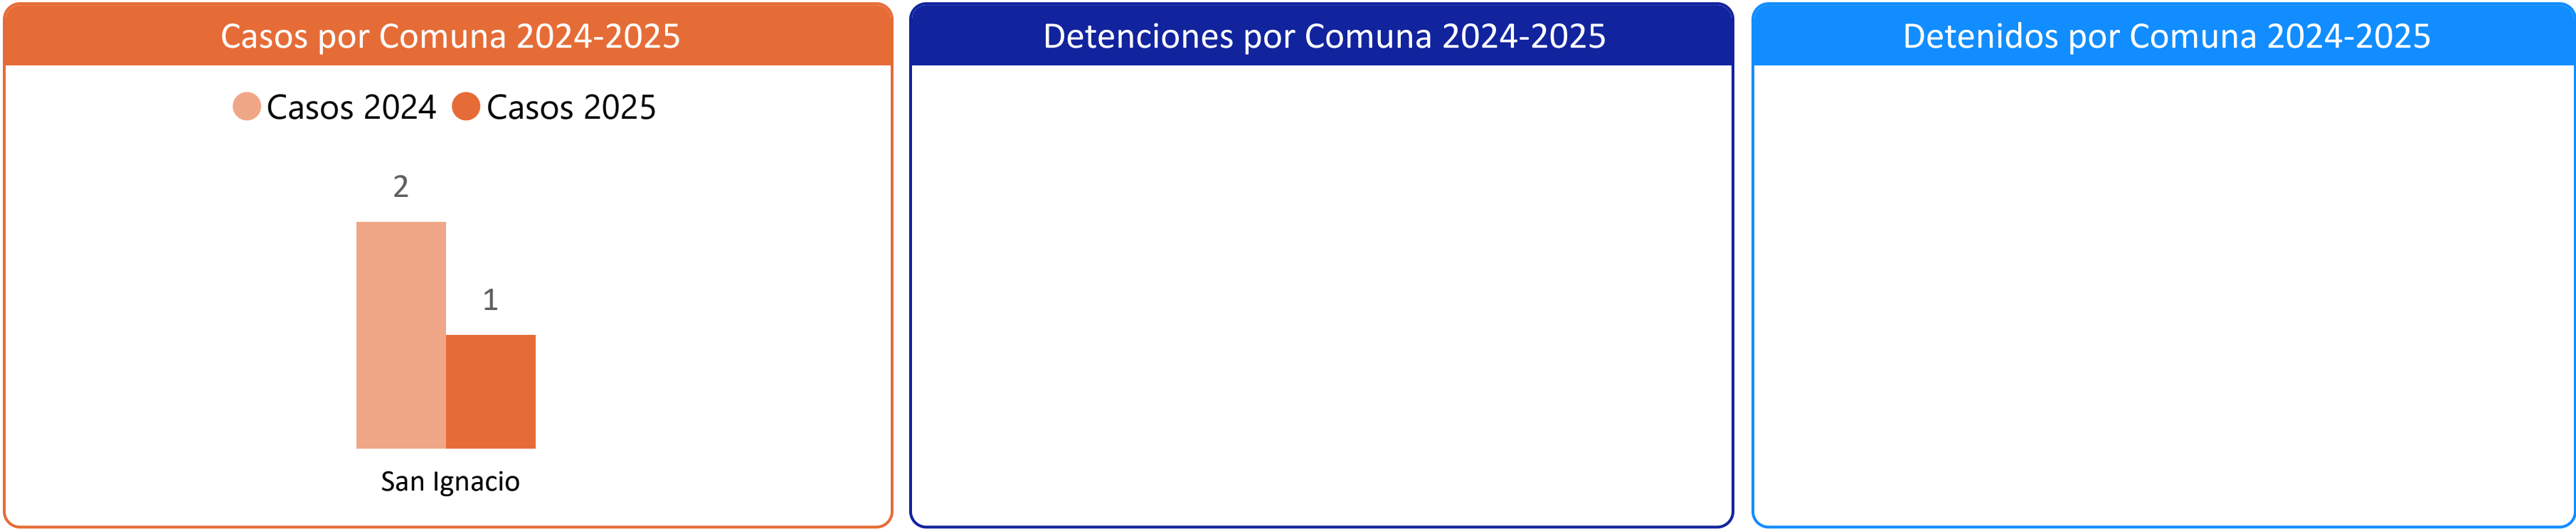 Casos por Comuna 2024-2025
Casos 2024 Casos 2025
2
1
San Ignacio
Detenciones por Comuna 2024-2025
Detenidos por Comuna 2024-2025